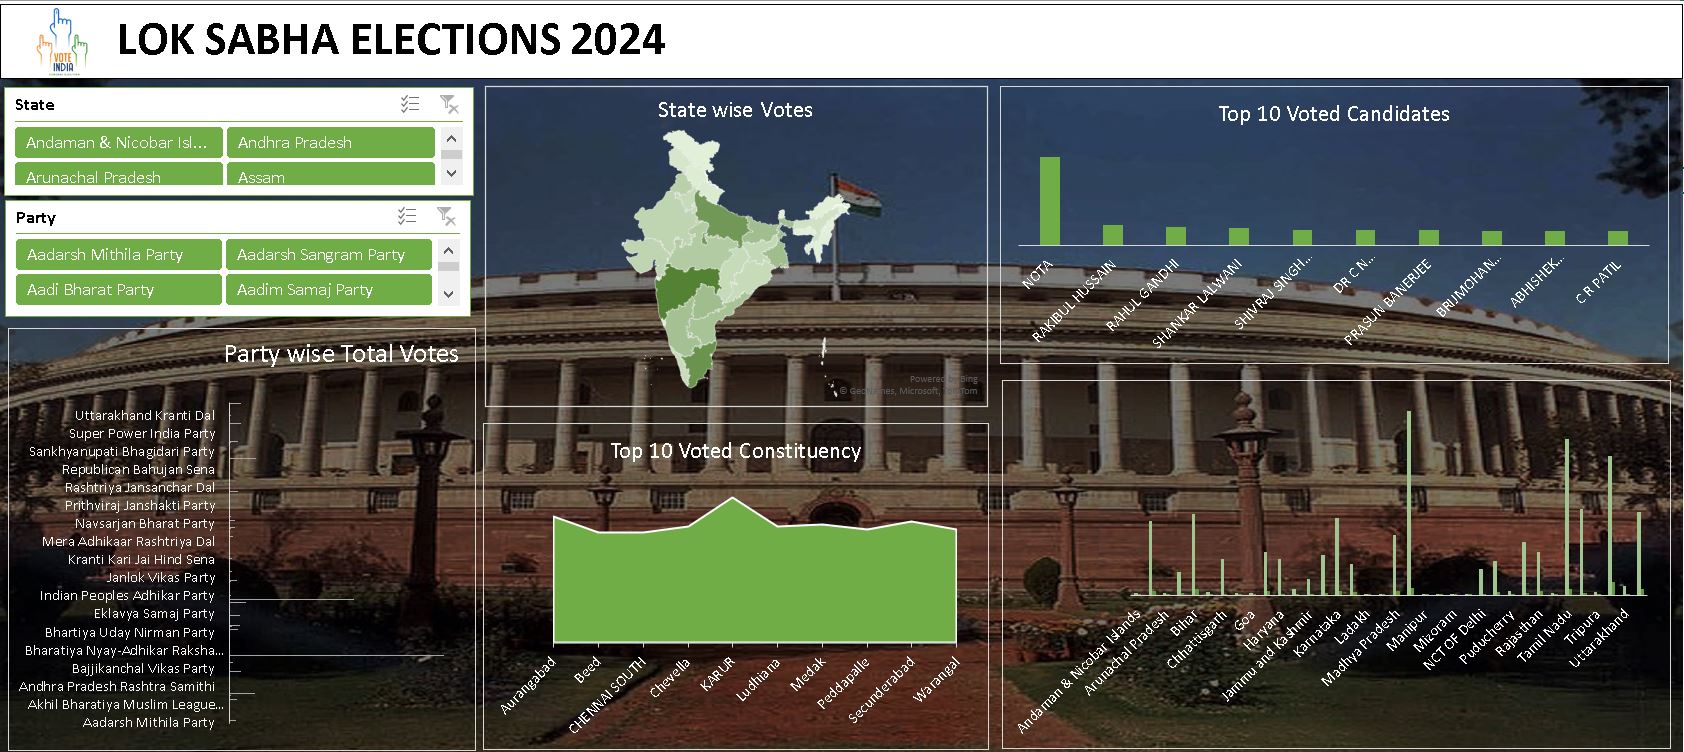 VOTE
INDIA
LOK SABHA ELECTIONS 2024
State
Andaman & Nicobar Isl...
Andhra Pradesh
Arunachal Pradesh
Assam
Party
Aadarsh Mithila Party
Aadarsh Sangram Party
Aadi Bharat Party
Aadim Samaj Party
Party wise Total Votes
Uttarakhand Kranti Dal
Super Power India Party
Sankhyanupati Bhagidari Party
Republican Bahujan Sena
Rashtriya Jansanchar Dal
Prithviraj Janshakti Party
Navsarjan Bharat Party
Mera Adhikaar Rashtriya Dal
Kranti Kari Jai Hind Sena
Janlok Vikas Party
Indian Peoples Adhikar Party
Eklavya Samaj Party
Bhartiya Uday Nirman Party
Bharatiya Nyay-Adhikar Raksha...
Bajjikanchal Vikas Party
Andhra Pradesh Rashtra Samithi
Akhil Bharatiya Muslim League...
Aadarsh Mithila Party
State wise Votes
Powered by Bing
© GeoNames, Microsoft, TomTom
Top 10 Voted Constituency
Aurangabad
Beed
CHENNAI SOUTH
Chevella
KARUR
Ludhiana
Medak
Peddapalle
Secunderabad
Warangal
Top 10 Voted Candidates
NOTA
RAKIBUL HUSSAIN
RAHUL GANDHI
SHANKAR LALWANI
SHIVRAJ SINGH...
DR C N...
PRASUN BANERJEE
BRIJMOHAN...
ABHISHEK...
C R PATIL
Andaman & Nicobar Islands
Arunachal Pradesh
Bihar
Chhattisgarh
Goa
Haryana
Jammu and Kashmir
Karnataka
Ladakh
Madhya Pradesh
Manipur
Mizoram
NCT OF Delhi
Puducherry
Rajasthan
Tamil Nadu
Tripura
Uttarakhand